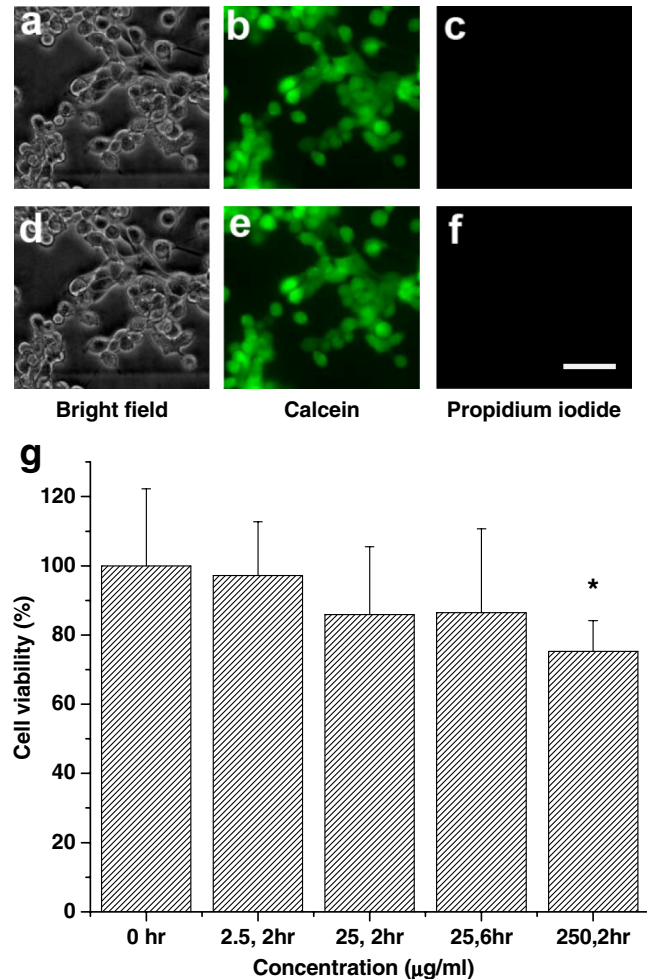 a b c
d e f
Bright field Calcein Propidium iodide
g
120
100
80
60
40
20
0
Cell viability (%)
*
0 hr 2.5, 2hr 25, 2hr 25,6hr 250,2hr
Concentration (μg/ml)